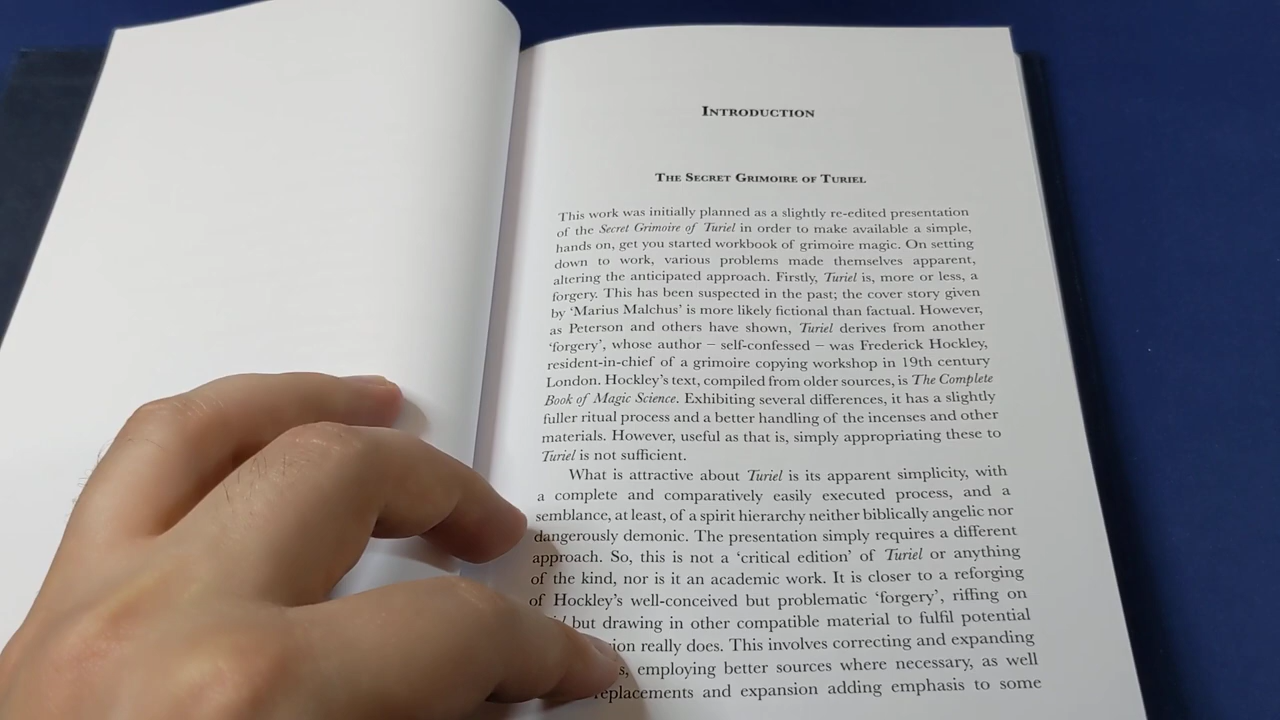 INTRODUCTION
THE SECRET GRIMOIRE OF TURIEL
This work was initially planned as a slightly re-edited presentation
of the Secret Grimoire of Turiel in order to make available a simple,
hands on, get you started workbook of grimoire magic. On setting
down to work, various problems made themselves apparent,
altering the anticipated approach. Firstly, Turiel is, more or less, a
forgery. This has been suspected in the past; the cover story given
by ‘Marius Malchus’ is more likely fictional than factual. However,
as Peterson and others have shown, Turiel derives from another
‘forgery’, whose author – self-confessed – was Frederick Hockley,
resident-in-chief of a grimoire copying workshop in 19th century
London. Hockley’s text, compiled from older sources, is The Complete
Book of Magic Science. Exhibiting several differences, it has a slightly
fuller ritual process and a better handling of the incenses and other
materials. However, useful as that is, simply appropriating these to
Turiel is not sufficient.
What is attractive about Turiel is its apparent simplicity, with
a complete and comparatively easily executed process, and a
semblance, at least, of a spirit hierarchy neither biblically angelic nor
dangerously demonic. The presentation simply requires a different
approach. So, this is not a ‘critical edition’ of Turiel or anything
of the kind, nor is it an academic work. It is closer to a reforging
of Hockley’s well-conceived but problematic ‘forgery’, riffing on
but drawing in other compatible material to fulfil potential
really does. This involves correcting and expanding
employing better sources where necessary, as well
replacements and expansion adding emphasis to some